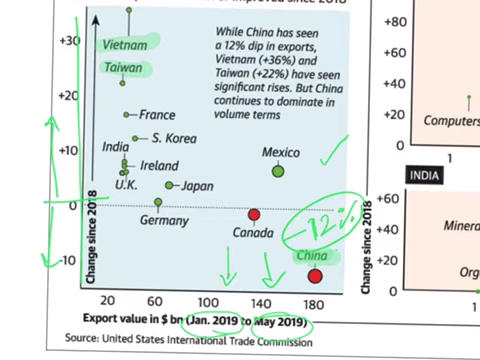 improved since 2018
+30
+20
+10
0
-10
Change since 2018
Vietnam
Taiwan
France
S. Korea
India
Ireland
U.K.
Japan
Germany
Mexico
Canada
China
-12%
While China has seen
a 12% dip in exports,
Vietnam (+36%) and
Taiwan (+22%) have seen
significant rises. But China
continues to dominate in
volume terms
20 60 100 140 180
Export value in $ bn (Jan. 2019 to May 2019)
Source: United States International Trade Commission
+80
+60
+40
+20
0
Computers
1
INDIA
Change since 2018
+60
+40
+20
0
Minera
Org
1